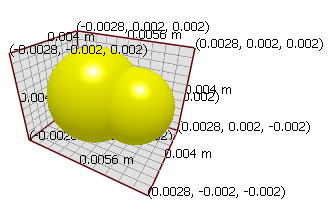 (-0.0028, 0.002, 0.002)
0.0056 m
0.004 m
(0.0028, 0.002, 0.002)
(-0.0028, -0.002, 0.002)
0.004 m
0.002)
(0.0028, 0.002, -0.002)
0.004 m
0.0056 m
(0.0028, -0.002, -0.002)